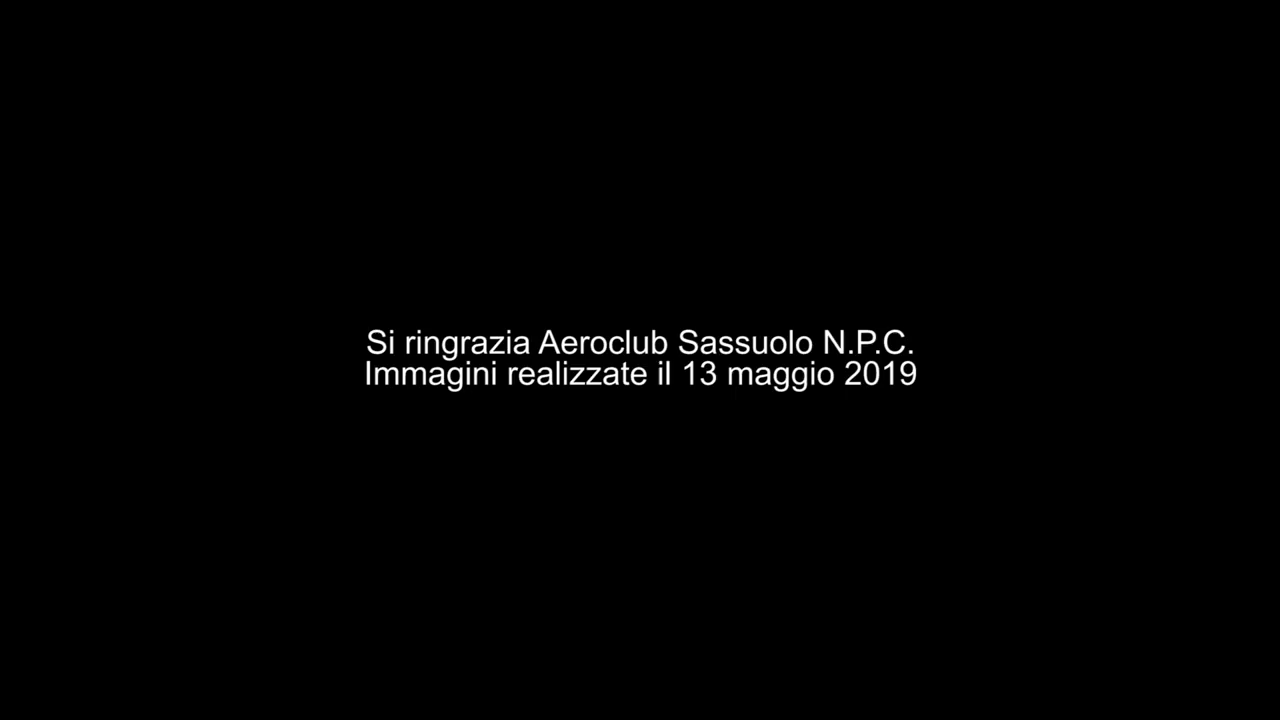 Si ringrazia Aeroclub Sassuolo N.P.C.
Immagini realizzate il 13 maggio 2019